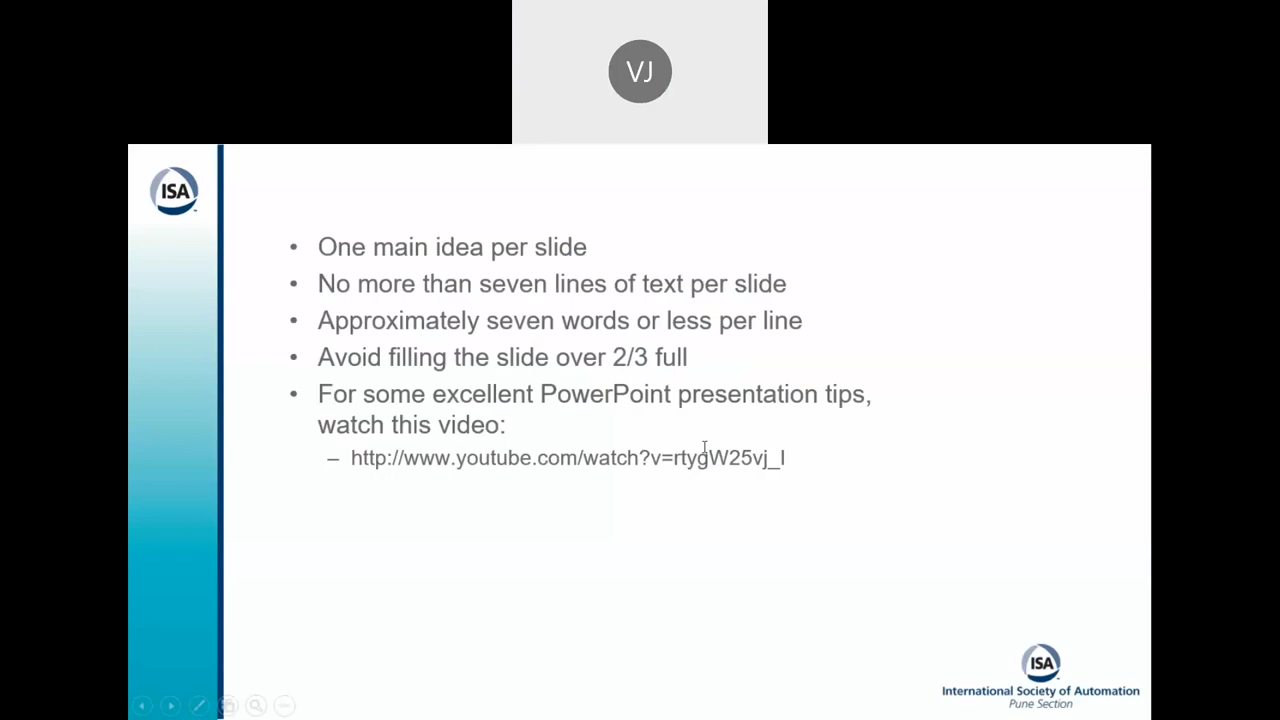 VJ
ISA
• One main idea per slide
• No more than seven lines of text per slide
• Approximately seven words or less per line
• Avoid filling the slide over 2/3 full
• For some excellent PowerPoint presentation tips,
watch this video:
– http://www.youtube.com/watch?v=rtygW25vj_I
ISA
International Society of Automation
Pune Section